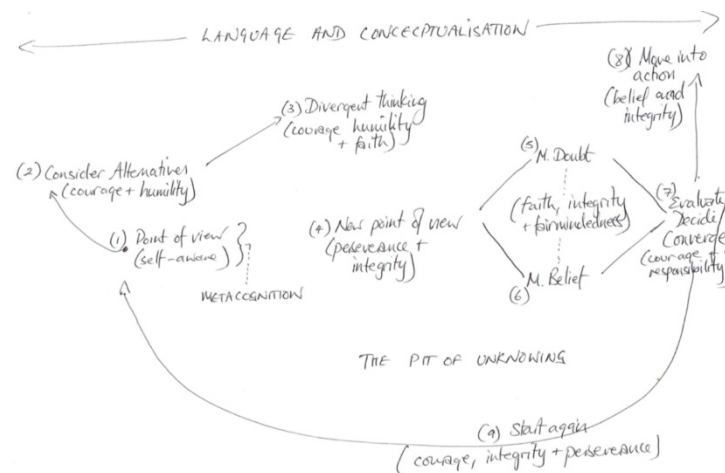 LANGUAGE AND CONCECPTUALISATION
(8) Move into
action
(belief and
integrity)
(3) Divergent thinking
(courage humility
+ faith)
(2) Consider Alternatives
(courage + humility)
(5) M. Doubt
(1) Point of view
(self-aware)
METACOGNITION
(4) New point of view
(perseverance +
integrity)
(faith, integrity
+ fairmindedness)
(7) Evaluate
Decide/
Converge
(courage +
responsibility)
(6) M. Belief
THE PIT OF UNKNOWING
(9) Start again
(courage, integrity + perseverance)